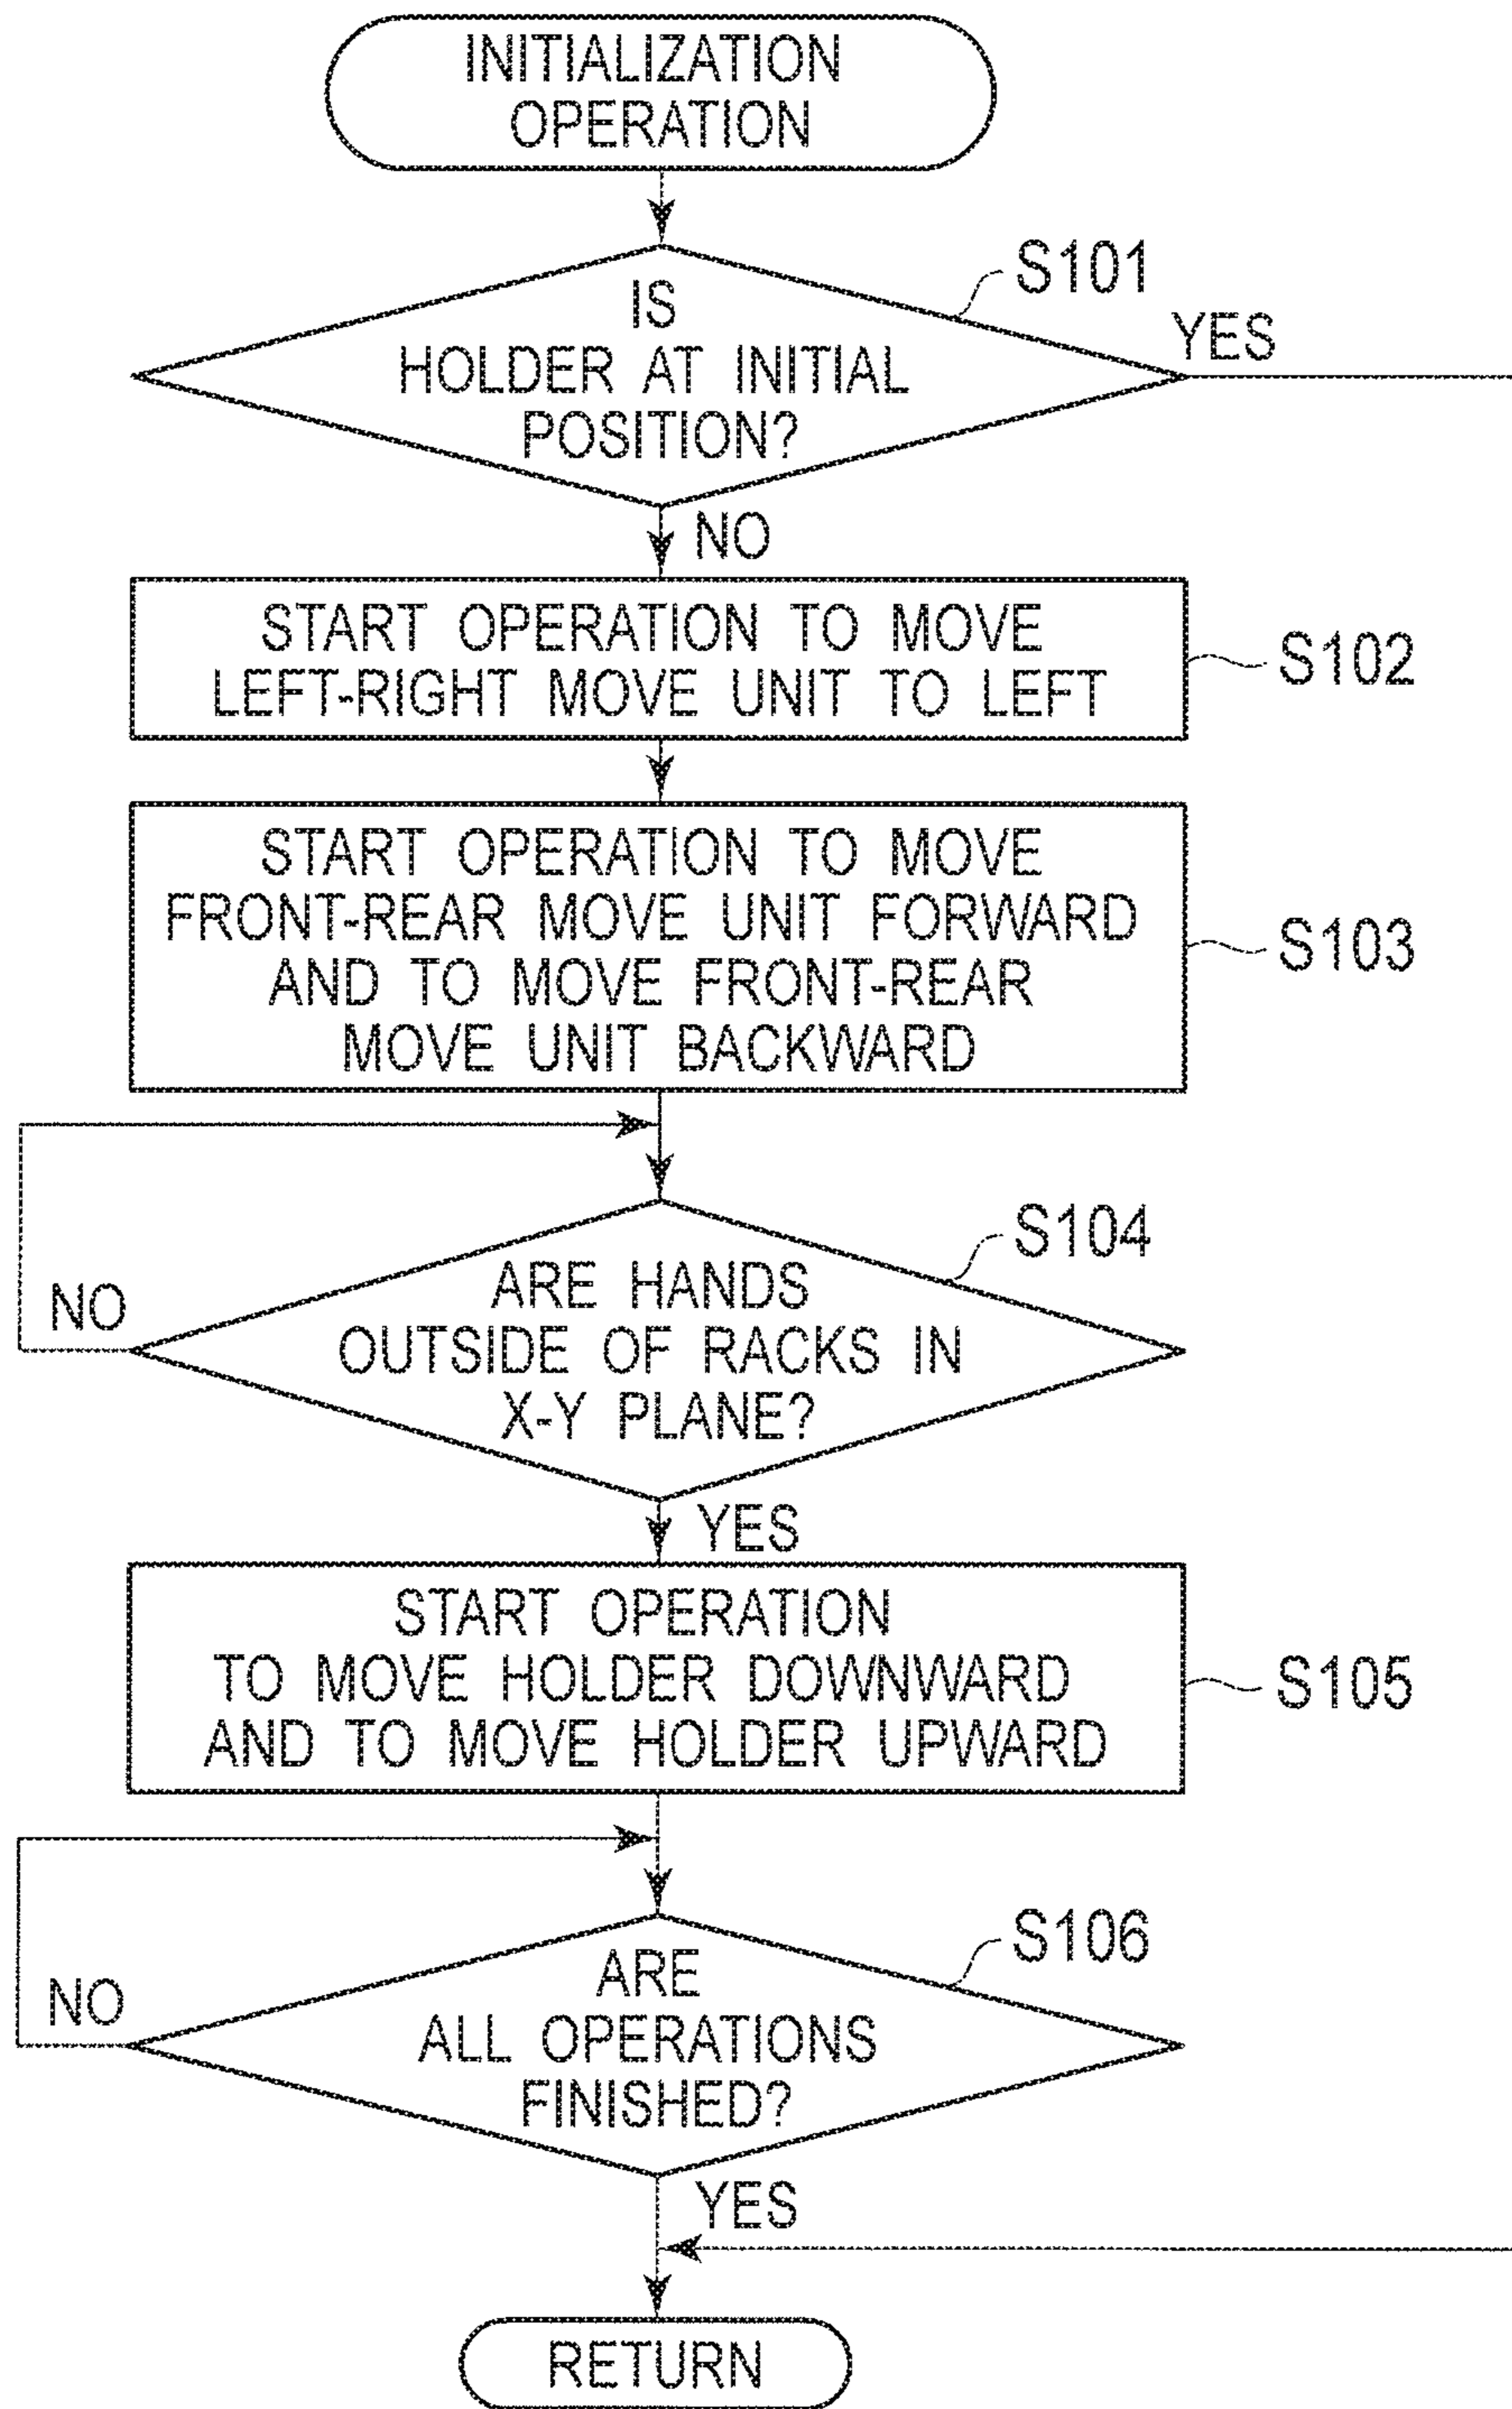 INITIALIZATION
OPERATION
S101
IS
HOLDER AT INITIAL
POSITION?
YES
NO
START OPERATION TO MOVE
LEFT-RIGHT MOVE UNIT TO LEFT
S102
START OPERATION TO MOVE
FRONT-REAR MOVE UNIT FORWARD
AND TO MOVE FRONT-REAR
MOVE UNIT BACKWARD
S103
S104
ARE HANDS
OUTSIDE OF RACKS IN
X-Y PLANE?
NO
YES
START OPERATION
TO MOVE HOLDER DOWNWARD
AND TO MOVE HOLDER UPWARD
S105
S106
ARE
ALL OPERATIONS
FINISHED?
NO
YES
RETURN